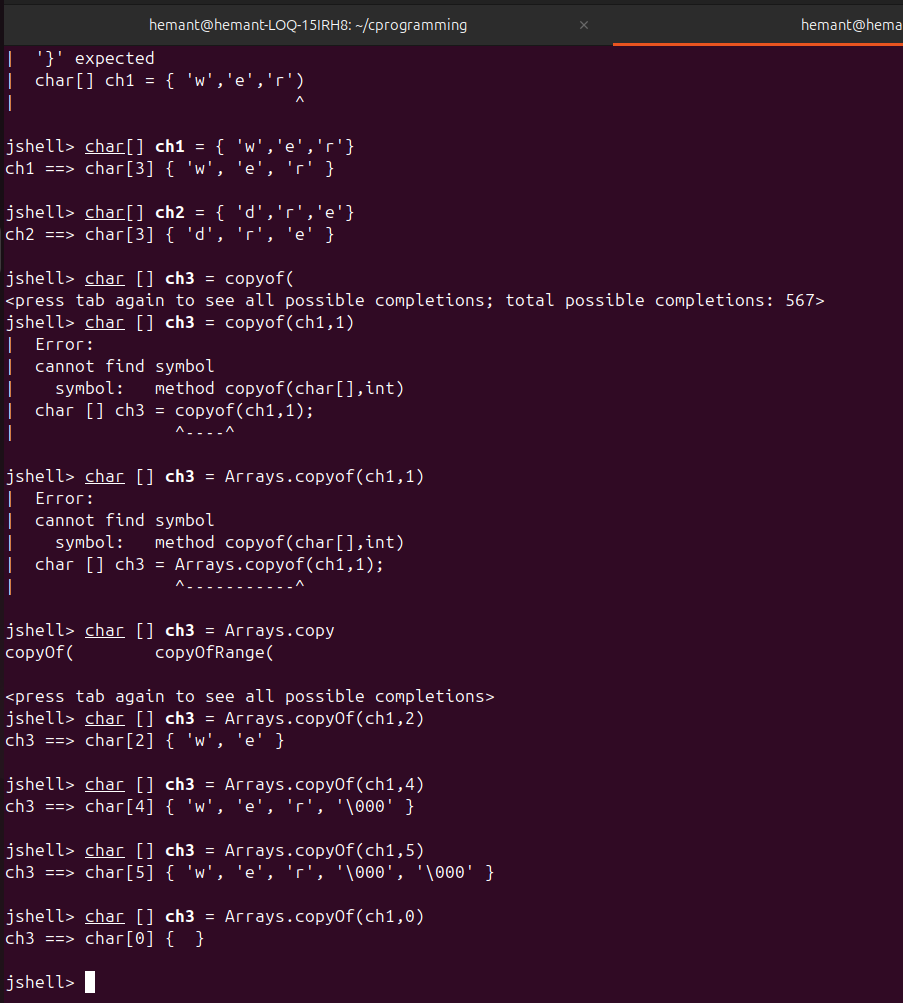 hemant@hemant-LOQ-15IRH8: ~/cprogramming × hemant@hema
| '}' expected
| char[] ch1 = { 'w','e','r')
| ^
jshell> char[] ch1 = { 'w','e','r'}
ch1 ==> char[3] { 'w', 'e', 'r' }
jshell> char[] ch2 = { 'd','r','e'}
ch2 ==> char[3] { 'd', 'r', 'e' }
jshell> char [] ch3 = copyof(
<press tab again to see all possible completions; total possible completions: 567>
jshell> char [] ch3 = copyof(ch1,1)
| Error:
| cannot find symbol
| symbol: method copyof(char[],int)
| char [] ch3 = copyof(ch1,1);
| ^----^
jshell> char [] ch3 = Arrays.copyof(ch1,1)
| Error:
| cannot find symbol
| symbol: method copyof(char[],int)
| char [] ch3 = Arrays.copyof(ch1,1);
| ^-----------^
jshell> char [] ch3 = Arrays.copy
copyOf( copyOfRange(
<press tab again to see all possible completions>
jshell> char [] ch3 = Arrays.copyOf(ch1,2)
ch3 ==> char[2] { 'w', 'e' }
jshell> char [] ch3 = Arrays.copyOf(ch1,4)
ch3 ==> char[4] { 'w', 'e', 'r', '\000' }
jshell> char [] ch3 = Arrays.copyOf(ch1,5)
ch3 ==> char[5] { 'w', 'e', 'r', '\000', '\000' }
jshell> char [] ch3 = Arrays.copyOf(ch1,0)
ch3 ==> char[0] { }
jshell>